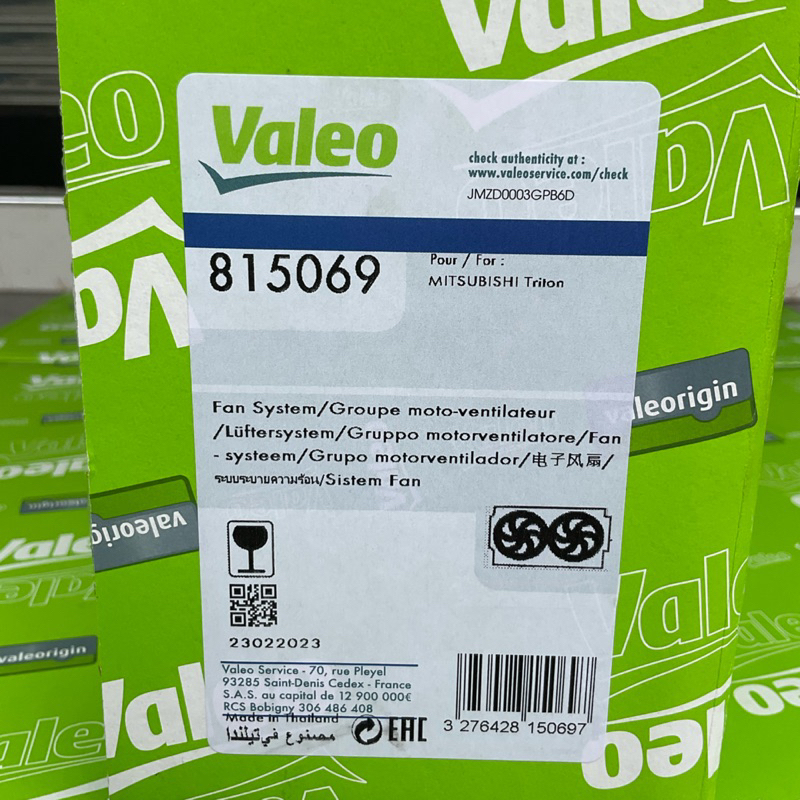 Valeo
check authenticity at :
www.valeoservice.com/check
JMZD0003GPB6D
815069
Pour / For :
MITSUBISHI Triton
Fan System/Groupe moto-ventilateur
/Lüftersystem/Gruppo motorventilatore/Fan
- systeem/Grupo motorventilador/电子风扇/
ระบบระบายความร้อน/Sistem Fan
23022023
Valeo Service - 70, rue Pleyel
93285 Saint-Denis Cedex - France
S.A.S. au capital de 12 900 000€
RCS Bobigny 306 486 408
Made in Thailand
مصنوع في تيلندا
EAC
3 276428 150697
valeorigin
valeorigin
valeorigin
Valeo